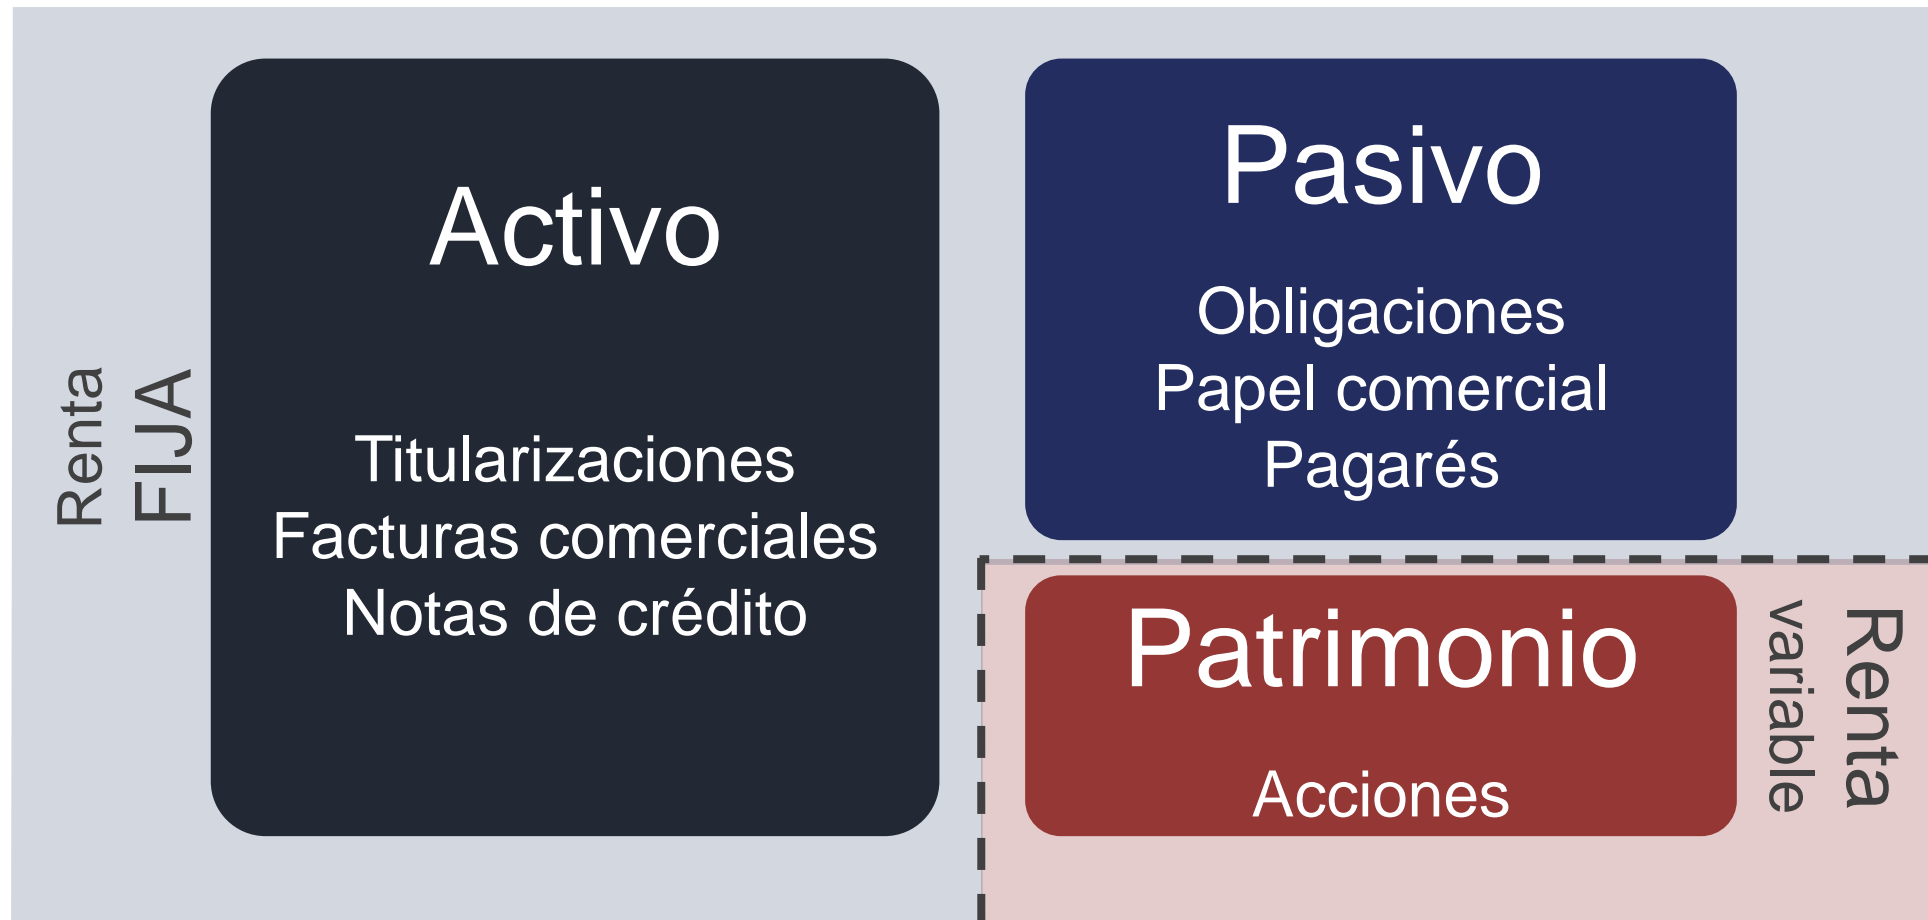 Renta
FIJA
Activo
Titularizaciones
Facturas comerciales
Notas de crédito
Pasivo
Obligaciones
Papel comercial
Pagarés
Patrimonio
Acciones
Renta
variable